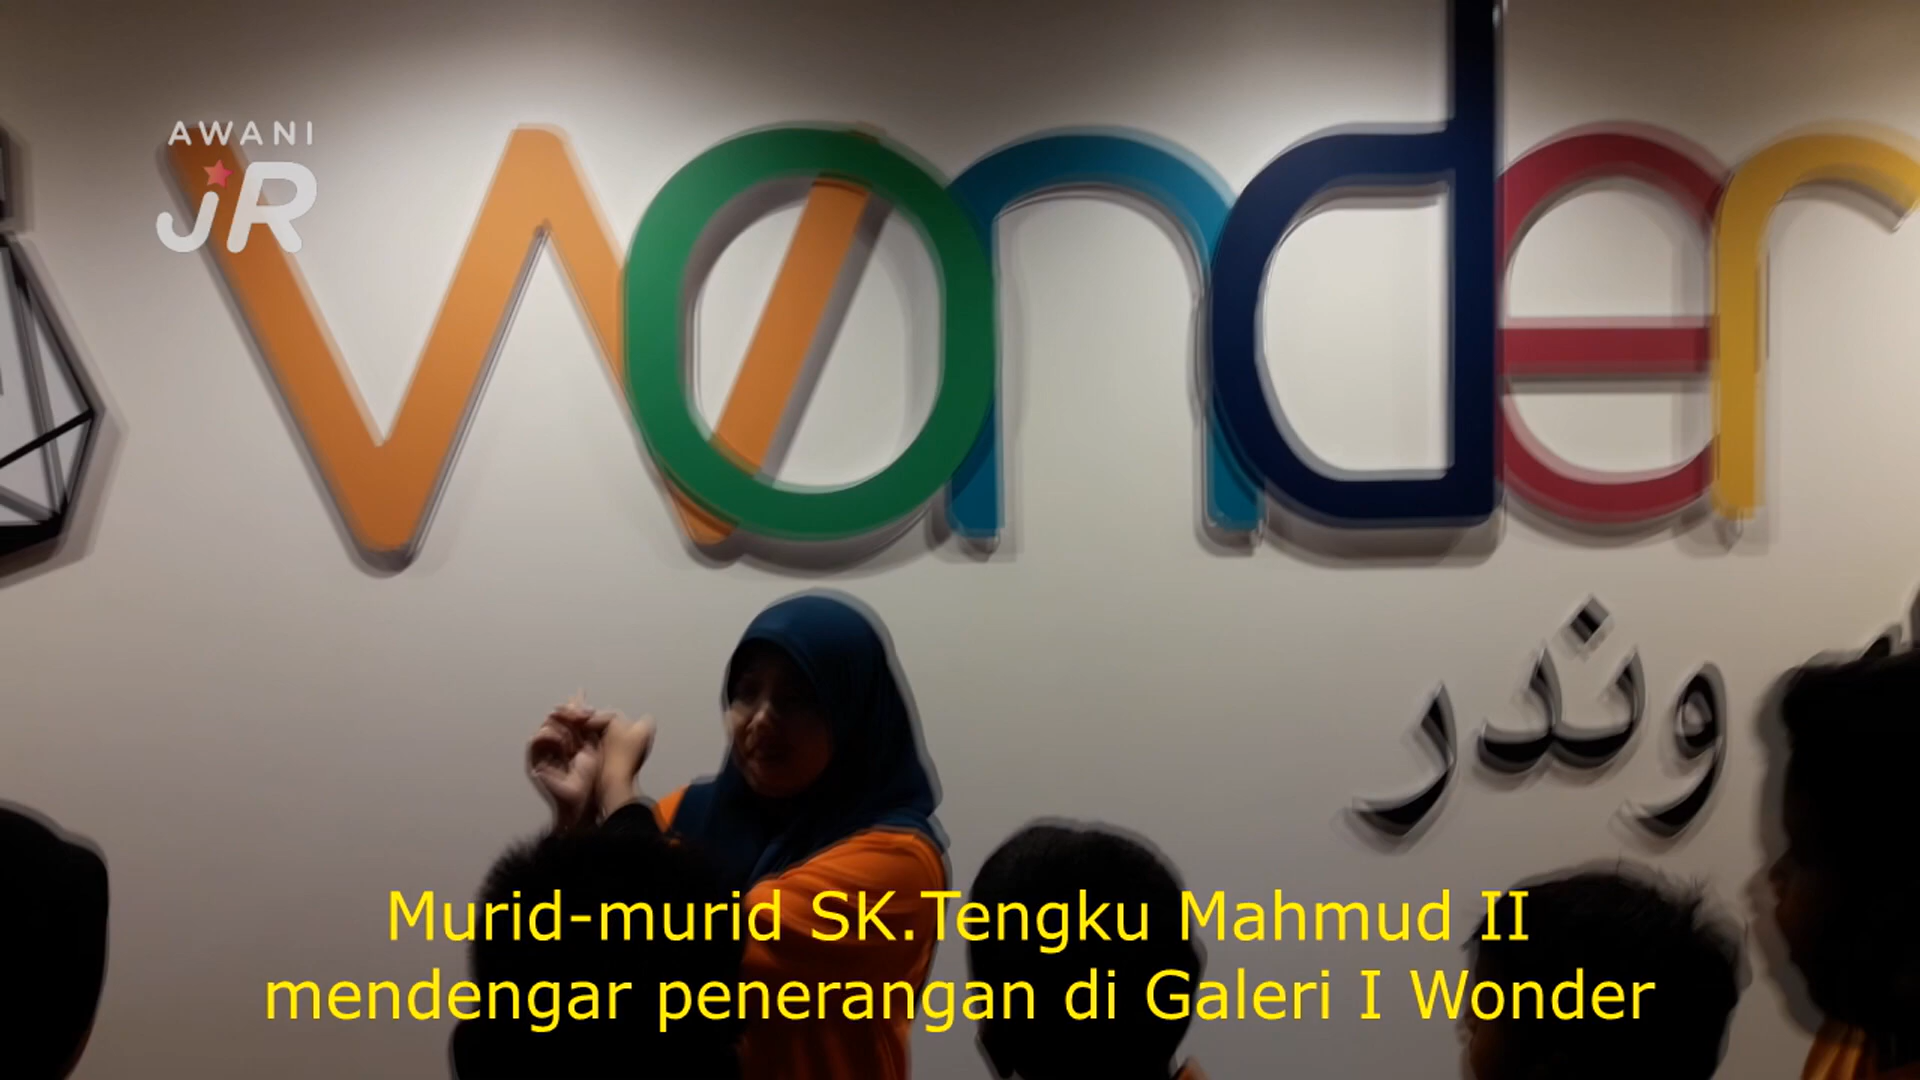 AWANI
jR
wonder
وندر
Murid-murid SK.Tengku Mahmud II
mendengar penerangan di Galeri I Wonder